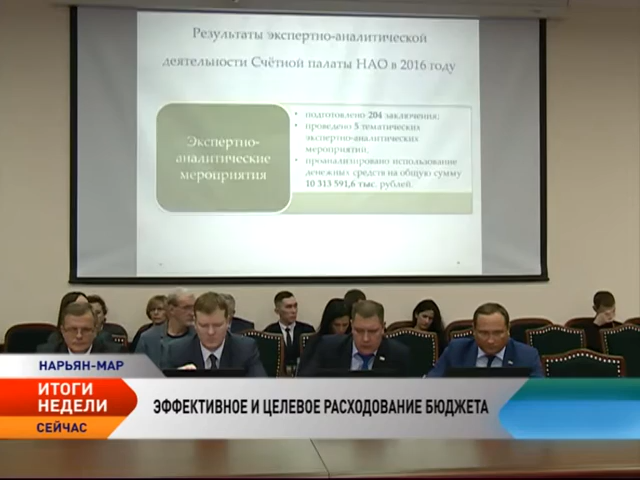 Результаты экспертно-аналитической
деятельности Счётной палаты НАО в 2016 году
Экспертно-
аналитические
мероприятия
• подготовлено 204 заключения;
• проведено 5 тематических
экспертно-аналитических
мероприятий;
• проанализировано использование
денежных средств на общую сумму
10 313 591,6 тыс. рублей.
НАРЬЯН-МАР
ИТОГИ
НЕДЕЛИ
СЕЙЧАС
ЭФФЕКТИВНОЕ И ЦЕЛЕВОЕ РАСХОДОВАНИЕ БЮДЖЕТА